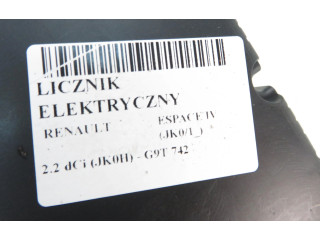 LICZNIK
ELEKTRYCZNY
RENAULT ESPACE IV
(JK0/1_)
2.2 dCi (JK0H) - G9T 742